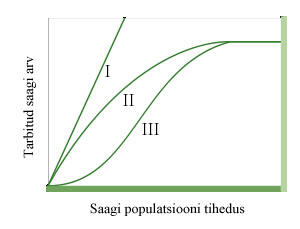 I
II
III
Tarbitud saagi arv
Saagi populatsiooni tihedus